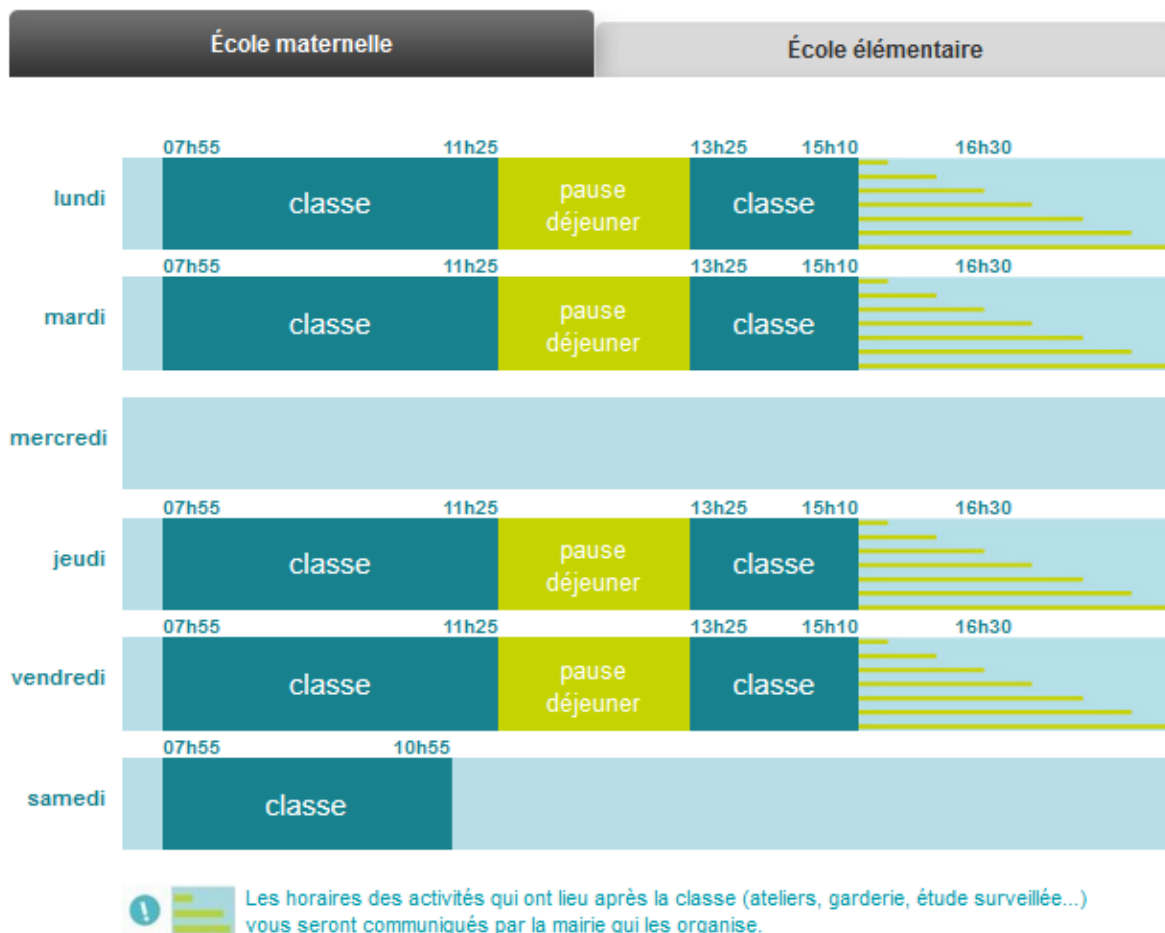 École maternelle
École élémentaire
07h55 11h25 13h25 15h10 16h30
lundi classe pause déjeuner classe
07h55 11h25 13h25 15h10 16h30
mardi classe pause déjeuner classe
mercredi
07h55 11h25 13h25 15h10 16h30
jeudi classe pause déjeuner classe
07h55 11h25 13h25 15h10 16h30
vendredi classe pause déjeuner classe
07h55 10h55
samedi classe
! Les horaires des activités qui ont lieu après la classe (ateliers, garderie, étude surveillée...)
vous seront communiqués par la mairie qui les organise.